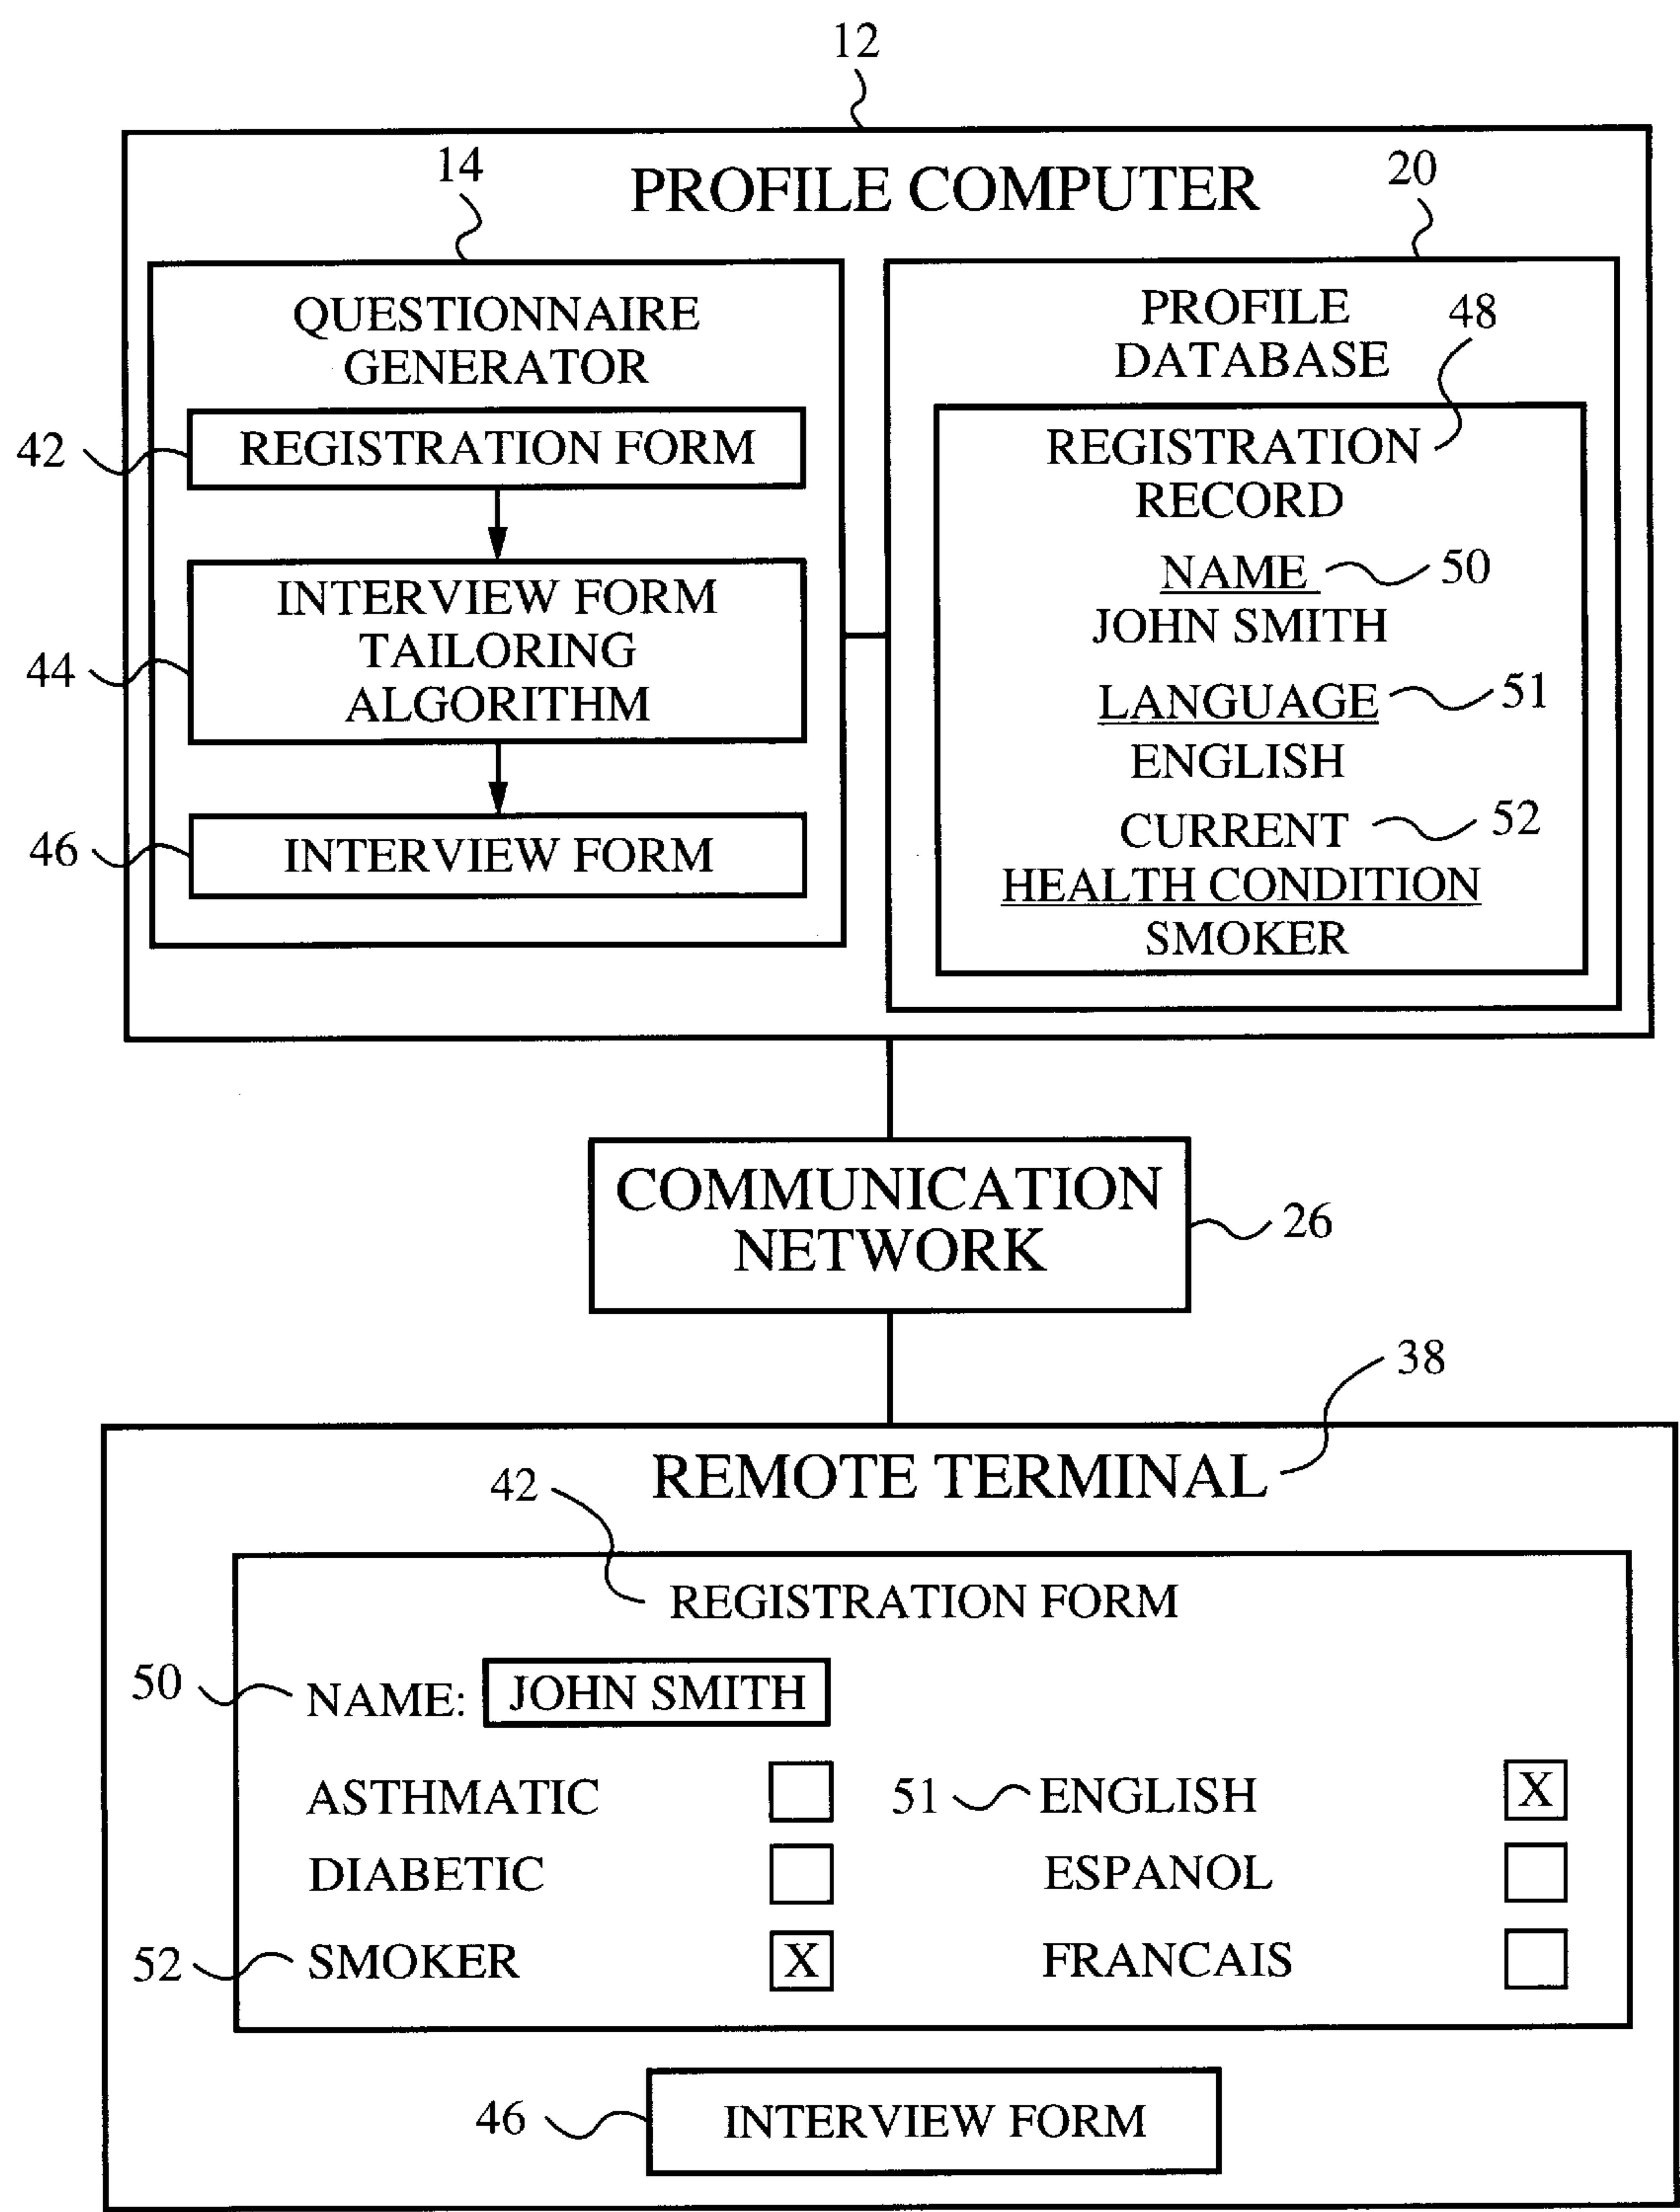 12
PROFILE COMPUTER
14
20
QUESTIONNAIRE
GENERATOR
42
REGISTRATION FORM
44
INTERVIEW FORM
TAILORING
ALGORITHM
46
INTERVIEW FORM
PROFILE
DATABASE
48
REGISTRATION
RECORD
NAME 50
JOHN SMITH
LANGUAGE 51
ENGLISH
CURRENT 52
HEALTH CONDITION
SMOKER
COMMUNICATION
NETWORK
26
38
REMOTE TERMINAL
42
REGISTRATION FORM
50 NAME: JOHN SMITH
ASTHMATIC 51 ENGLISH X
DIABETIC ESPANOL
52 SMOKER X FRANCAIS
46 INTERVIEW FORM